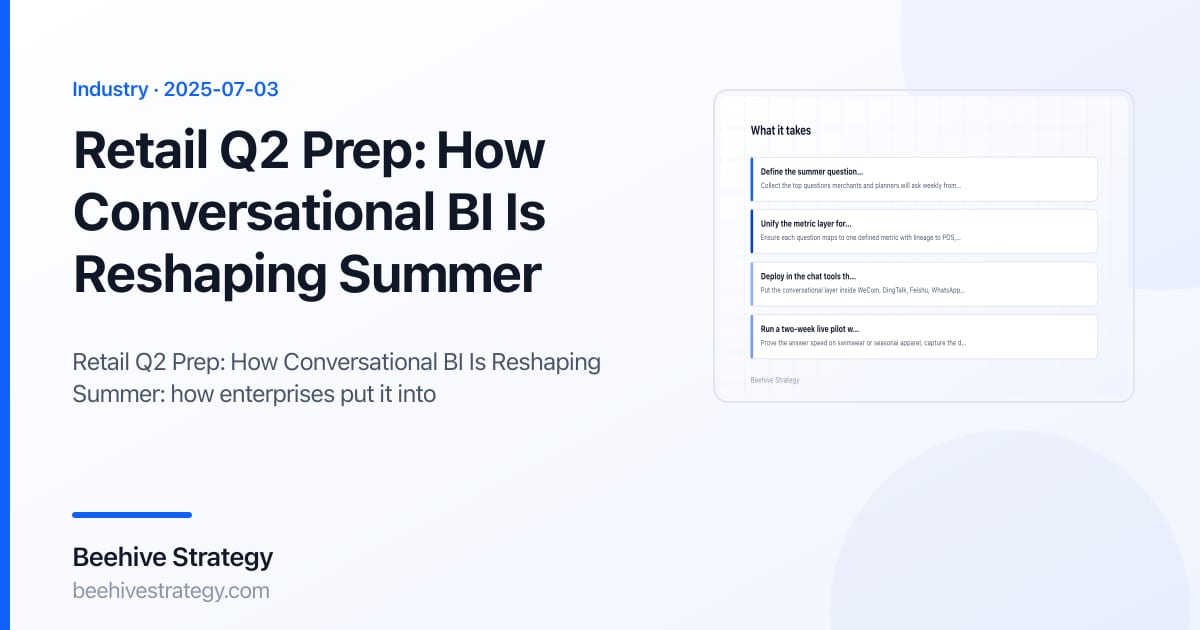 Industry · 2025-07-03
Retail Q2 Prep: How
Conversational BI Is
Reshaping Summer
Retail Q2 Prep: How Conversational BI Is Reshaping
Summer: how enterprises put it into
Beehive Strategy
beehivestrategy.com
What it takes
Define the summer question...
Collect the top questions merchants and planners will ask weekly from...
Unify the metric layer for...
Ensure each question maps to one defined metric with lineage to POS,...
Deploy in the chat tools th...
Put the conversational layer inside WeCom, DingTalk, Feishu, WhatsApp...
Run a two-week live pilot w...
Prove the answer speed on swimwear or seasonal apparel, capture the d...
Beehive Strategy